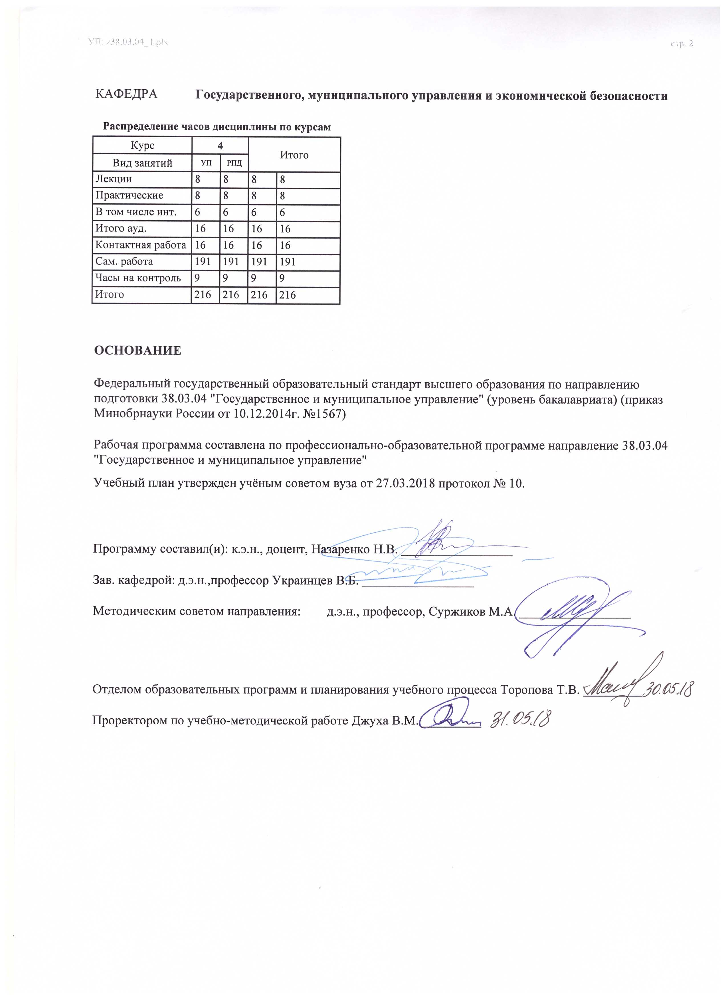 УП: z38.03.04_1.plx стр. 2
КАФЕДРА Государственного, муниципального управления и экономической безопасности
Распределение часов дисциплины по курсам
Курс 4 Итого
Вид занятий УП РПД
Лекции 8 8 8 8
Практические 8 8 8 8
В том числе инт. 6 6 6 6
Итого ауд. 16 16 16 16
Контактная работа 16 16 16 16
Сам. работа 191 191 191 191
Часы на контроль 9 9 9 9
Итого 216 216 216 216
ОСНОВАНИЕ
Федеральный государственный образовательный стандарт высшего образования по направлению
подготовки 38.03.04 "Государственное и муниципальное управление" (уровень бакалавриата) (приказ
Минобрнауки России от 10.12.2014г. №1567)
Рабочая программа составлена по профессионально-образовательной программе направление 38.03.04
"Государственное и муниципальное управление"
Учебный план утвержден учёным советом вуза от 27.03.2018 протокол № 10.
Программу составил(и): к.э.н., доцент, Назаренко Н.В.
Зав. кафедрой: д.э.н.,профессор Украинцев В.Б.
Методическим советом направления: д.э.н., профессор, Суржиков М.А.
Отделом образовательных программ и планирования учебного процесса Торопова Т.В. 30.05.18
Проректором по учебно-методической работе Джуха В.М. 31.05.18